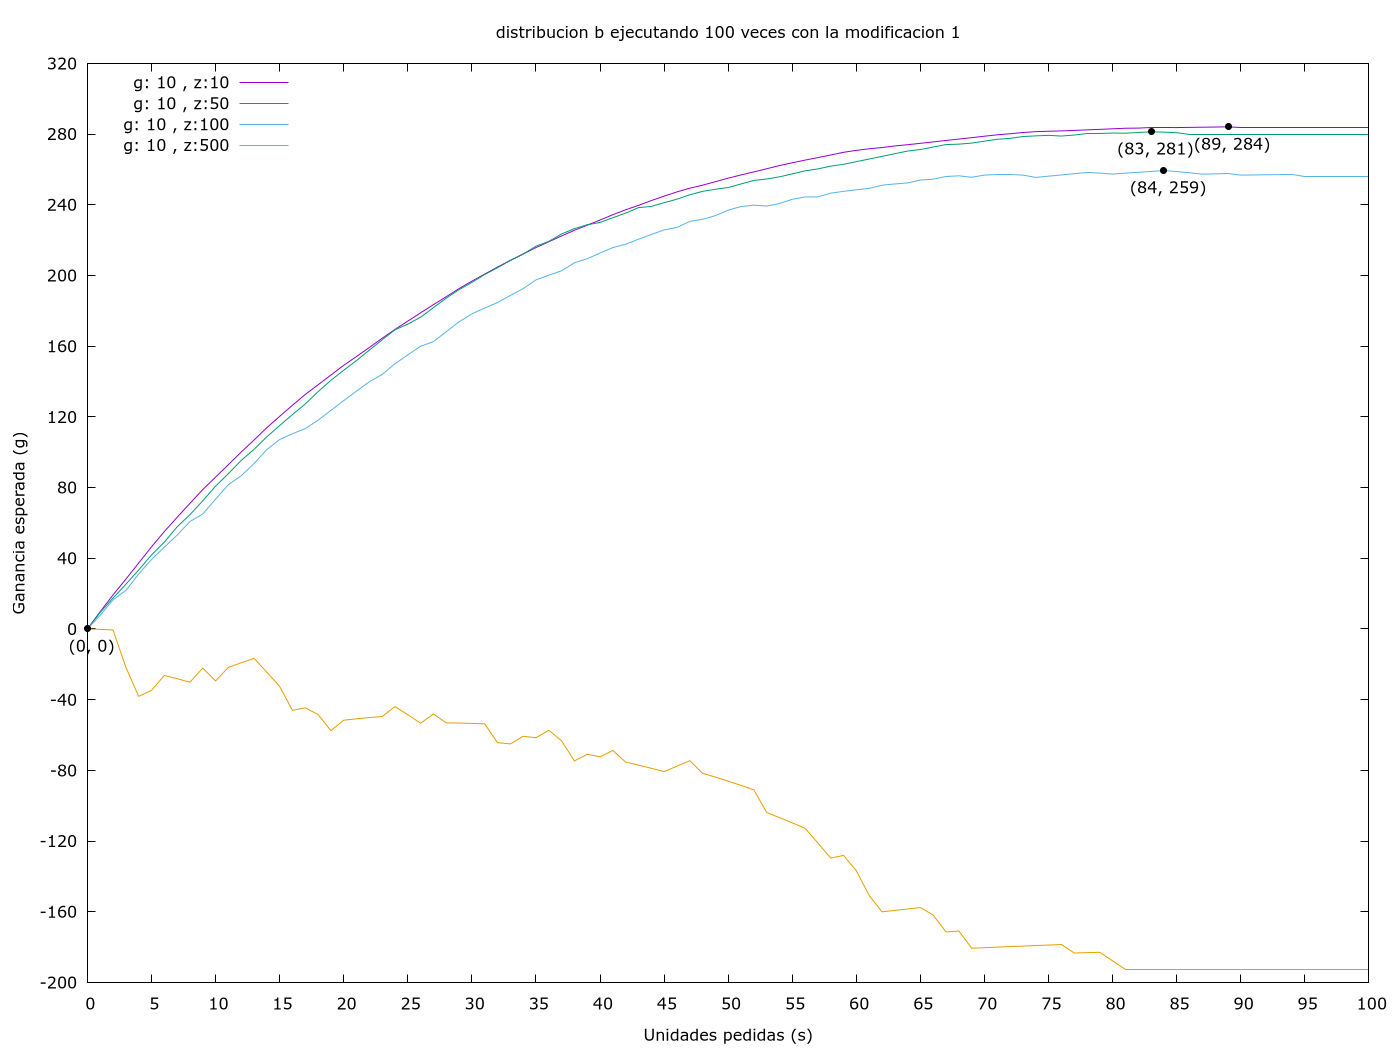 distribucion b ejecutando 100 veces con la modificacion 1
320
280
240
200
160
120
80
40
0
-40
-80
-120
-160
-200
g: 10 , z:10
g: 10 , z:50
g: 10 , z:100
g: 10 , z:500
(83, 281)
(89, 284)
(84, 259)
(0, 0)
Ganancia esperada (g)
0 5 10 15 20 25 30 35 40 45 50 55 60 65 70 75 80 85 90 95 100
Unidades pedidas (s)